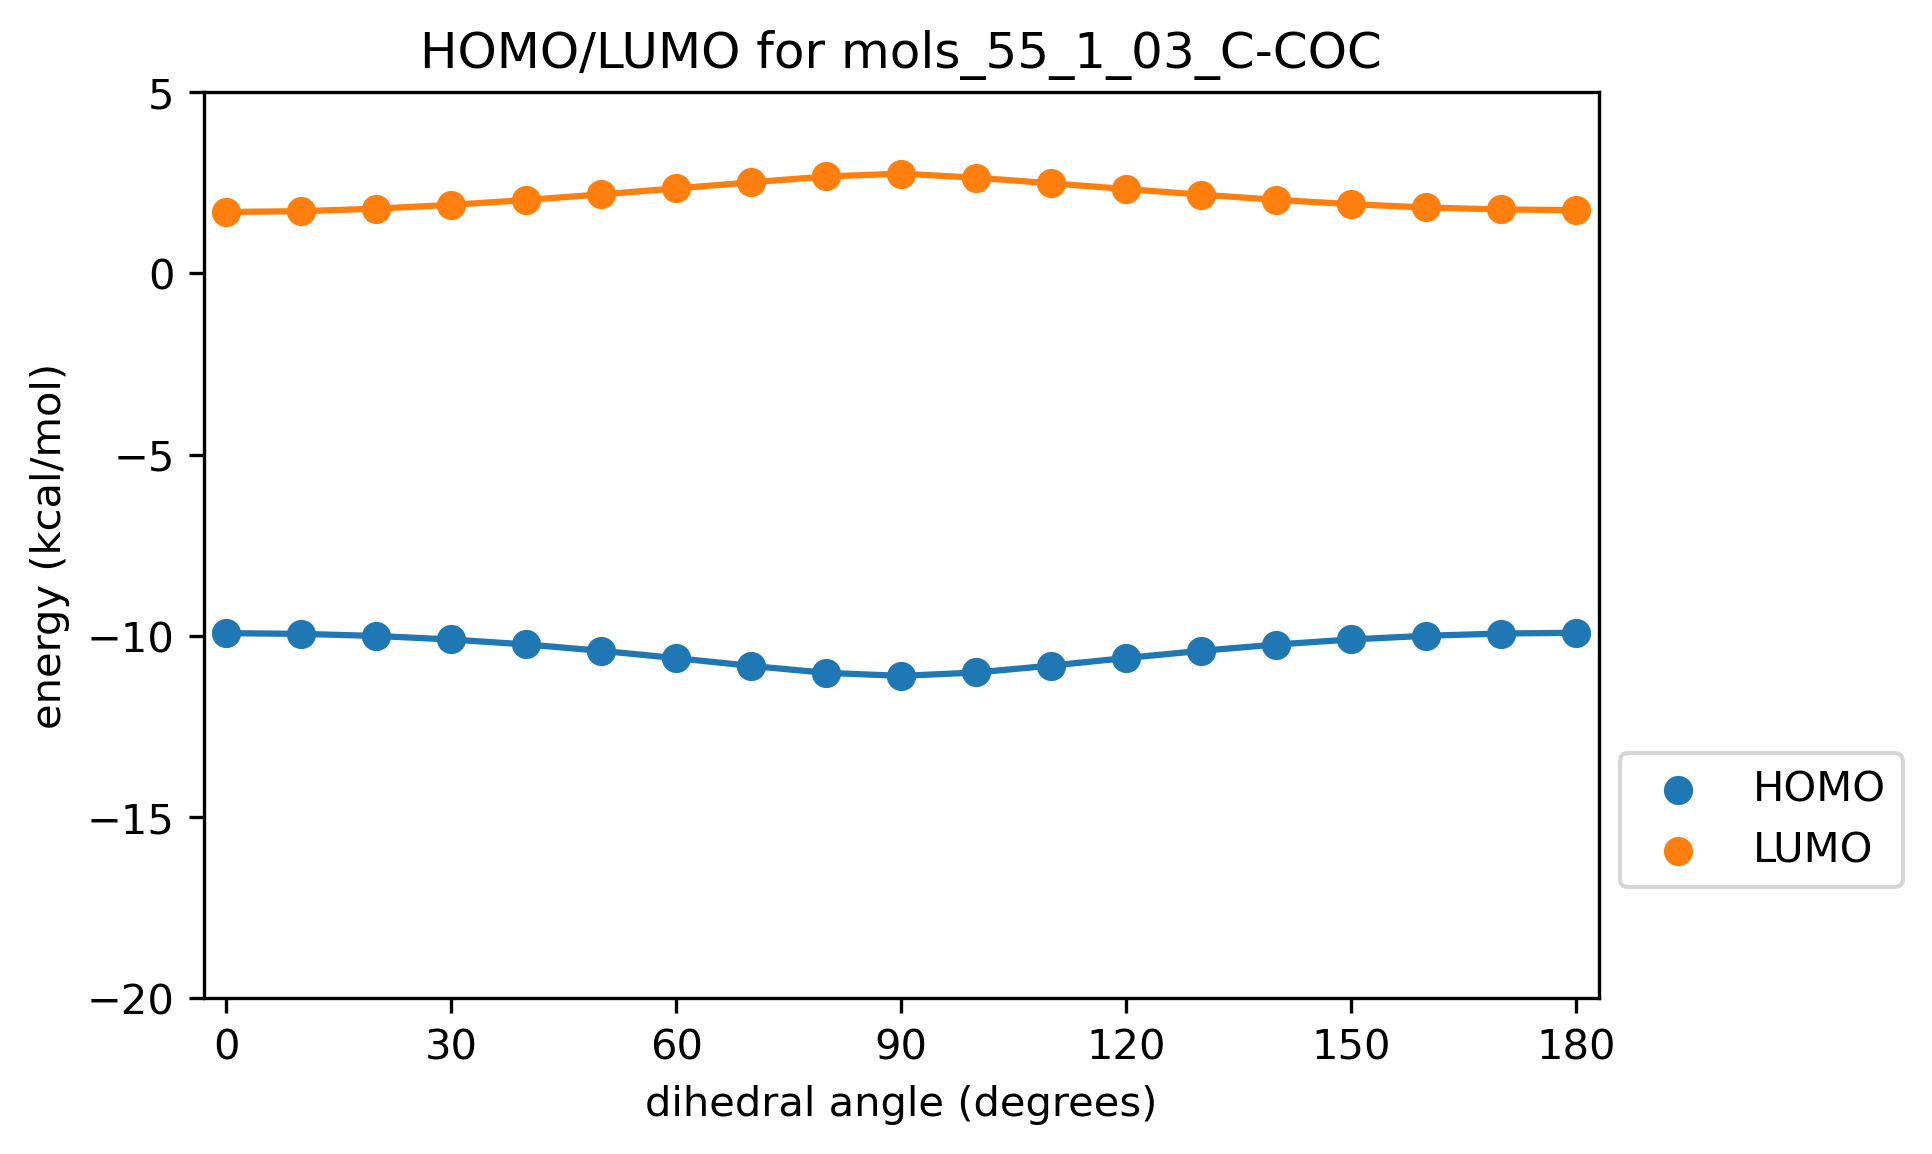 HOMO/LUMO for mols_55_1_03_C-COC
5
0
−5
−10
−15
−20
energy (kcal/mol)
0 30 60 90 120 150 180
dihedral angle (degrees)
HOMO
LUMO